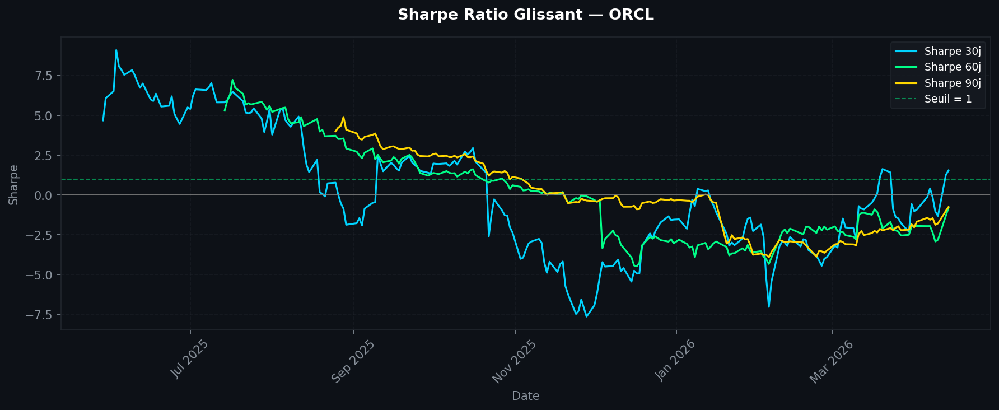 Sharpe Ratio Glissant — ORCL
Sharpe 30j
Sharpe 60j
Sharpe 90j
Seuil = 1
7.5
5.0
2.5
0.0
−2.5
−5.0
−7.5
Sharpe
Jul 2025
Sep 2025
Nov 2025
Jan 2026
Mar 2026
Date